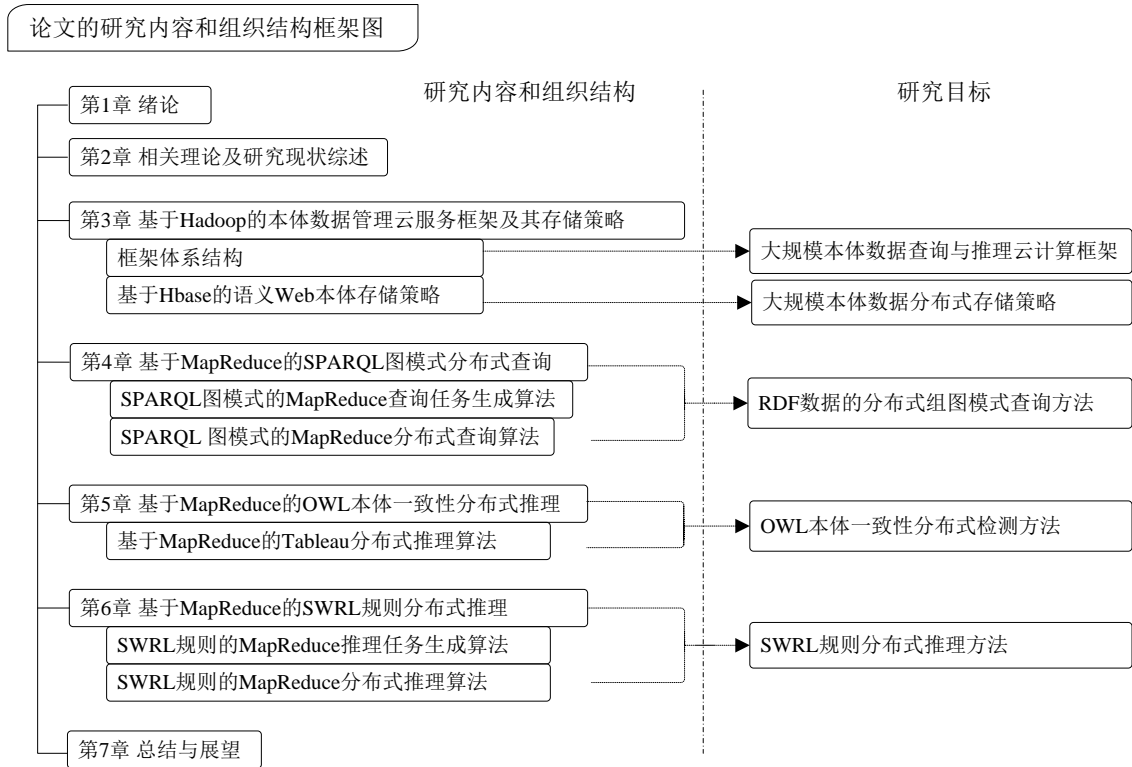 论文的研究内容和组织结构框架图
研究内容和组织结构
研究目标
第1章 绪论
第2章 相关理论及研究现状综述
第3章 基于Hadoop的本体数据管理云服务框架及其存储策略
框架体系结构
大规模本体数据查询与推理云计算框架
基于Hbase的语义Web本体存储策略
大规模本体数据分布式存储策略
第4章 基于MapReduce的SPARQL图模式分布式查询
SPARQL图模式的MapReduce查询任务生成算法
RDF数据的分布式组图模式查询方法
SPARQL 图模式的MapReduce分布式查询算法
第5章 基于MapReduce的OWL本体一致性分布式推理
OWL本体一致性分布式检测方法
基于MapReduce的Tableau分布式推理算法
第6章 基于MapReduce的SWRL规则分布式推理
SWRL规则的MapReduce推理任务生成算法
SWRL规则分布式推理方法
SWRL规则的MapReduce分布式推理算法
第7章 总结与展望